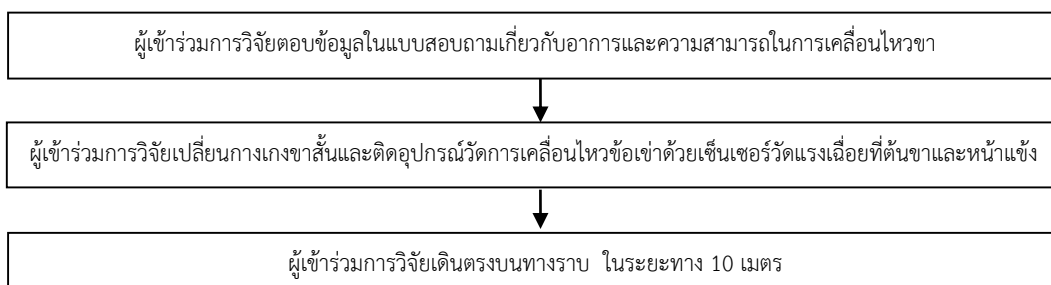 ผู้เข้าร่วมการวิจัยตอบข้อมูลในแบบสอบถามเกี่ยวกับอาการและความสามารถในการเคลื่อนไหวขา
ผู้เข้าร่วมการวิจัยเปลี่ยนกางเกงขาสั้นและติดอุปกรณ์วัดการเคลื่อนไหวข้อเข่าด้วยเซ็นเซอร์วัดแรงเฉื่อยที่ต้นขาและหน้าแข้ง
ผู้เข้าร่วมการวิจัยเดินตรงบนทางราบ ในระยะทาง 10 เมตร